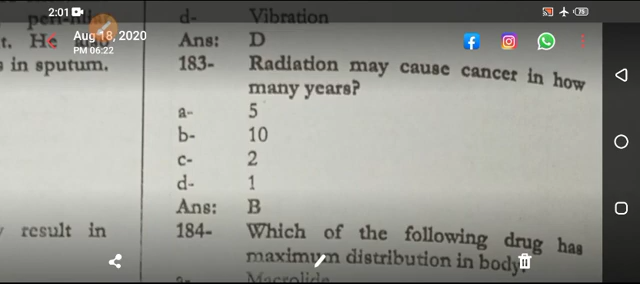 2:01
75
Aug 18, 2020
PM 06:22
t. He
in sputum.
result in
d- Vibration
Ans: D
183- Radiation may cause cancer in how
many years?
a- 5
b- 10
c- 2
d- 1
Ans: B
184- Which of the following drug has
maximum distribution in body?
a- Macrolide